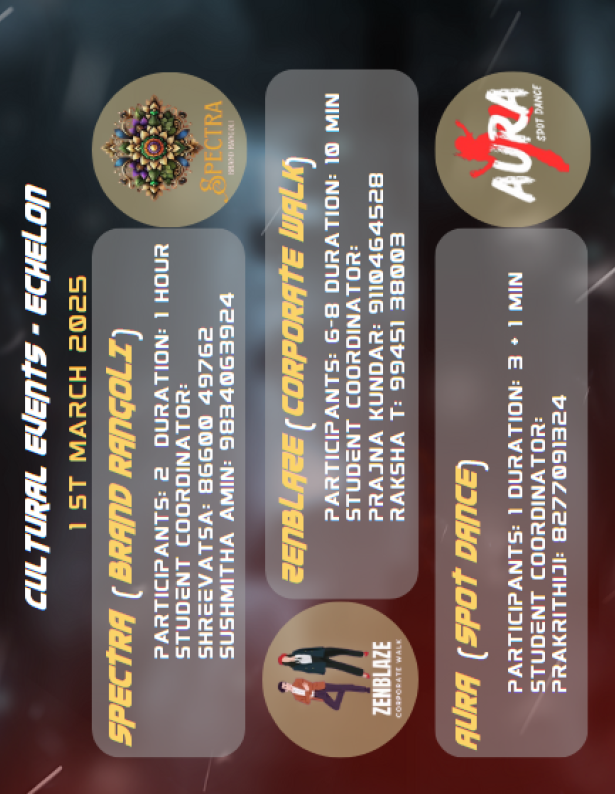 CULTURAL EVENTS - ECHELON
1 ST MARCH 2025
SPECTRA ( BRAND RANGOLI)
PARTICIPANTS: 2 DURATION: 1 HOUR
STUDENT COORDINATOR:
SHREEVATSA: 86600 49762
SUSHMITHA AMIN: 9834063924
SPECTRA
ZENBLAZE
CORPORATE WALK
ZENBLAZE ( CORPORATE WALK)
PARTICIPANTS: 6-8 DURATION: 10 MIN
STUDENT COORDINATOR:
PRAJNA KUNDAR: 9110464528
RAKSHA T: 99451 38003
AURA (SPOT DANCE)
PARTICIPANTS: 1 DURATION: 3 + 1 MIN
STUDENT COORDINATOR:
PRAKRITHIJI: 8277091324
AURA
SPOT DANCE